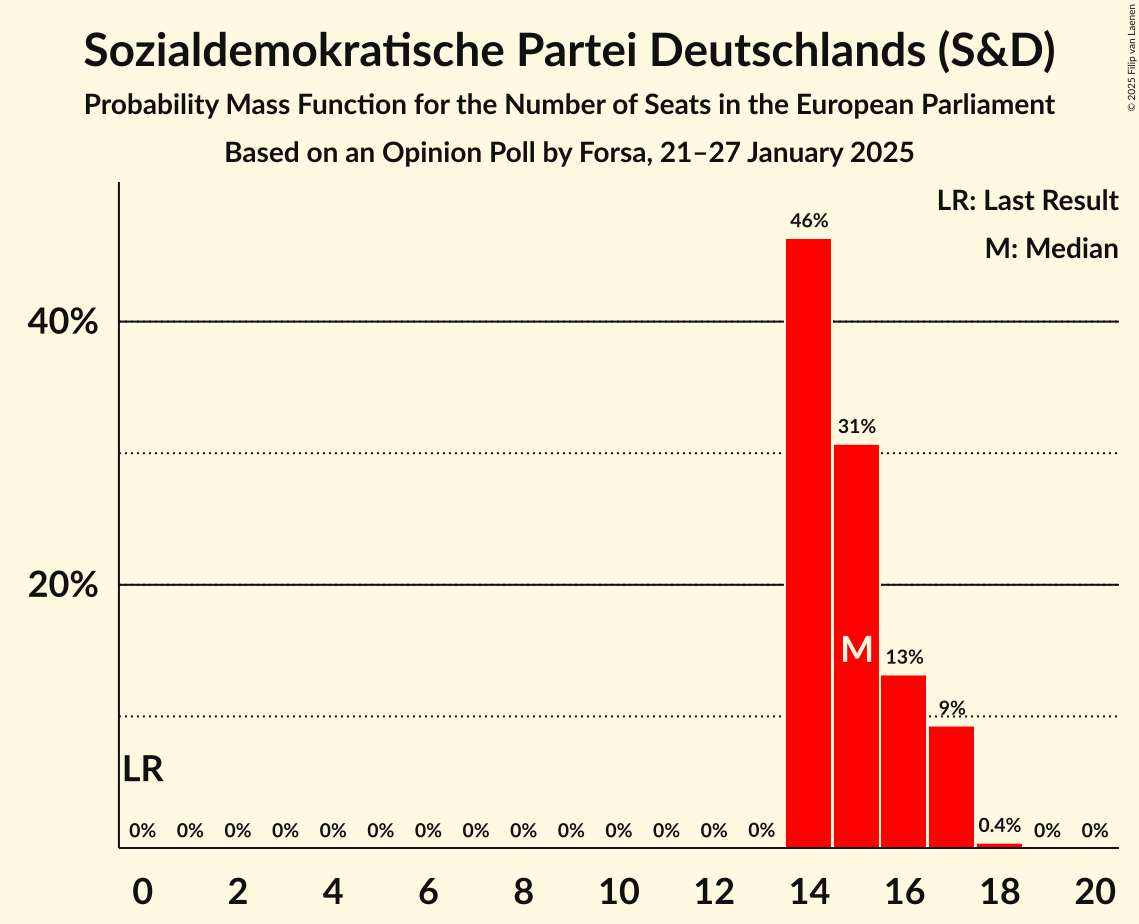 Sozialdemokratische Partei Deutschlands (S&D)
Probability Mass Function for the Number of Seats in the European Parliament
Based on an Opinion Poll by Forsa, 21–27 January 2025
© 2025 Filip van Laenen
LR: Last Result
M: Median
46%
40%
31%
20%
M
13%
9%
LR
0% 0% 0% 0% 0% 0% 0% 0% 0% 0% 0% 0% 0% 0% 0.4% 0% 0%
0 2 4 6 8 10 12 14 16 18 20